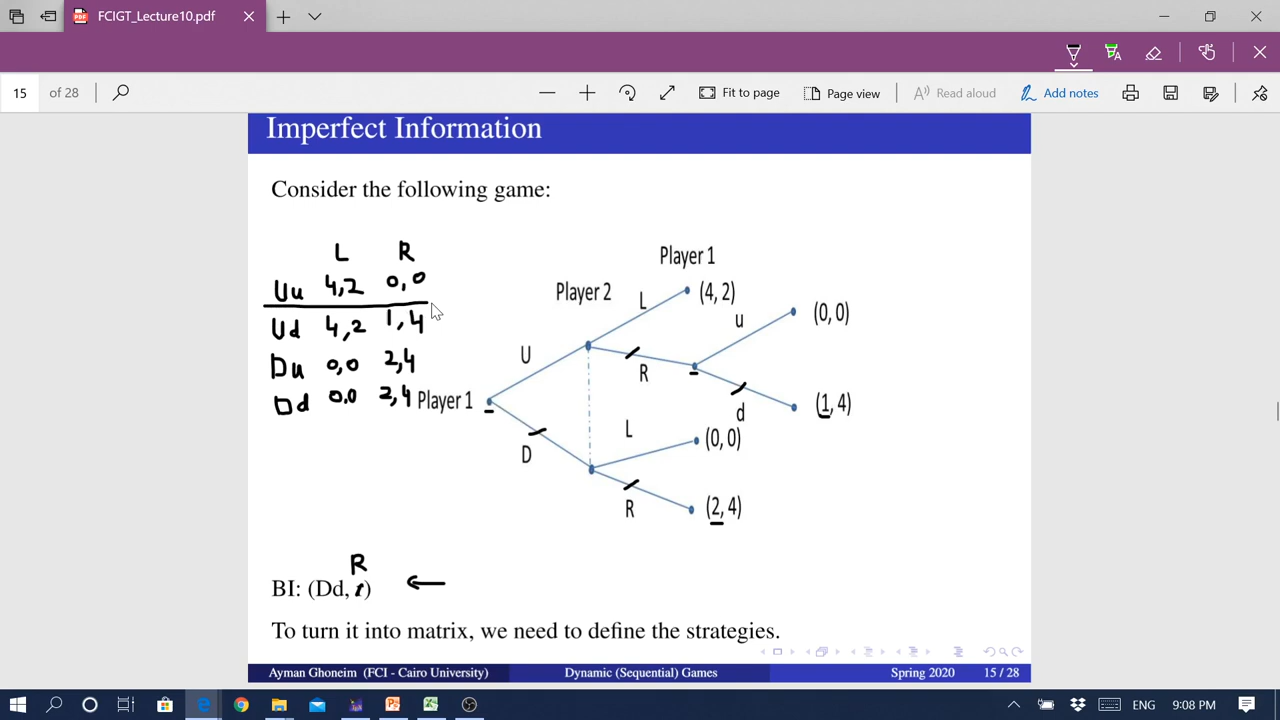 FCIGT_Lecture10.pdf
15 of 28
Fit to page
Page view
Read aloud
Add notes
Imperfect Information
Consider the following game:
L R
Uu 4,2 0,0
Ud 4,2 1,4
Du 0,0 2,4
Dd 0,0 2,4
Player 1
Player 2
Player 1
U
D
L
R
(4, 2)
u
d
(0, 0)
(1, 4)
L
R
(0, 0)
(2, 4)
R
BI: (Dd, r)
To turn it into matrix, we need to define the strategies.
Ayman Ghoneim (FCI - Cairo University) Dynamic (Sequential) Games Spring 2020 15 / 28
ENG 9:08 PM